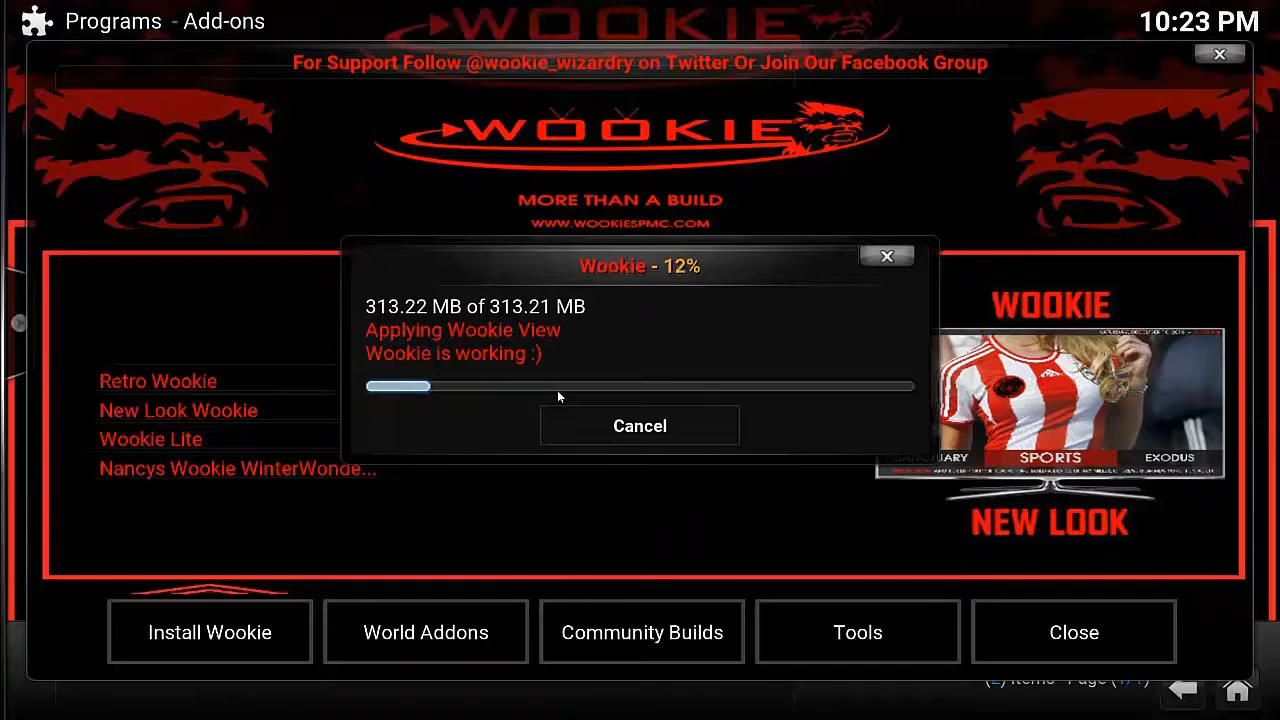 Programs - Add-ons
10:23 PM
WOOKIE
For Support Follow @wookie_wizardry on Twitter Or Join Our Facebook Group
WOOKIE
MORE THAN A BUILD
WWW.WOOKIESPMC.COM
Wookie - 12%
313.22 MB of 313.21 MB
Applying Wookie View
Wookie is working :)
Cancel
Retro Wookie
New Look Wookie
Wookie Lite
Nancys Wookie WinterWonde...
WOOKIE
SPORTS
EXODUS
NEW LOOK
Install Wookie
World Addons
Community Builds
Tools
Close